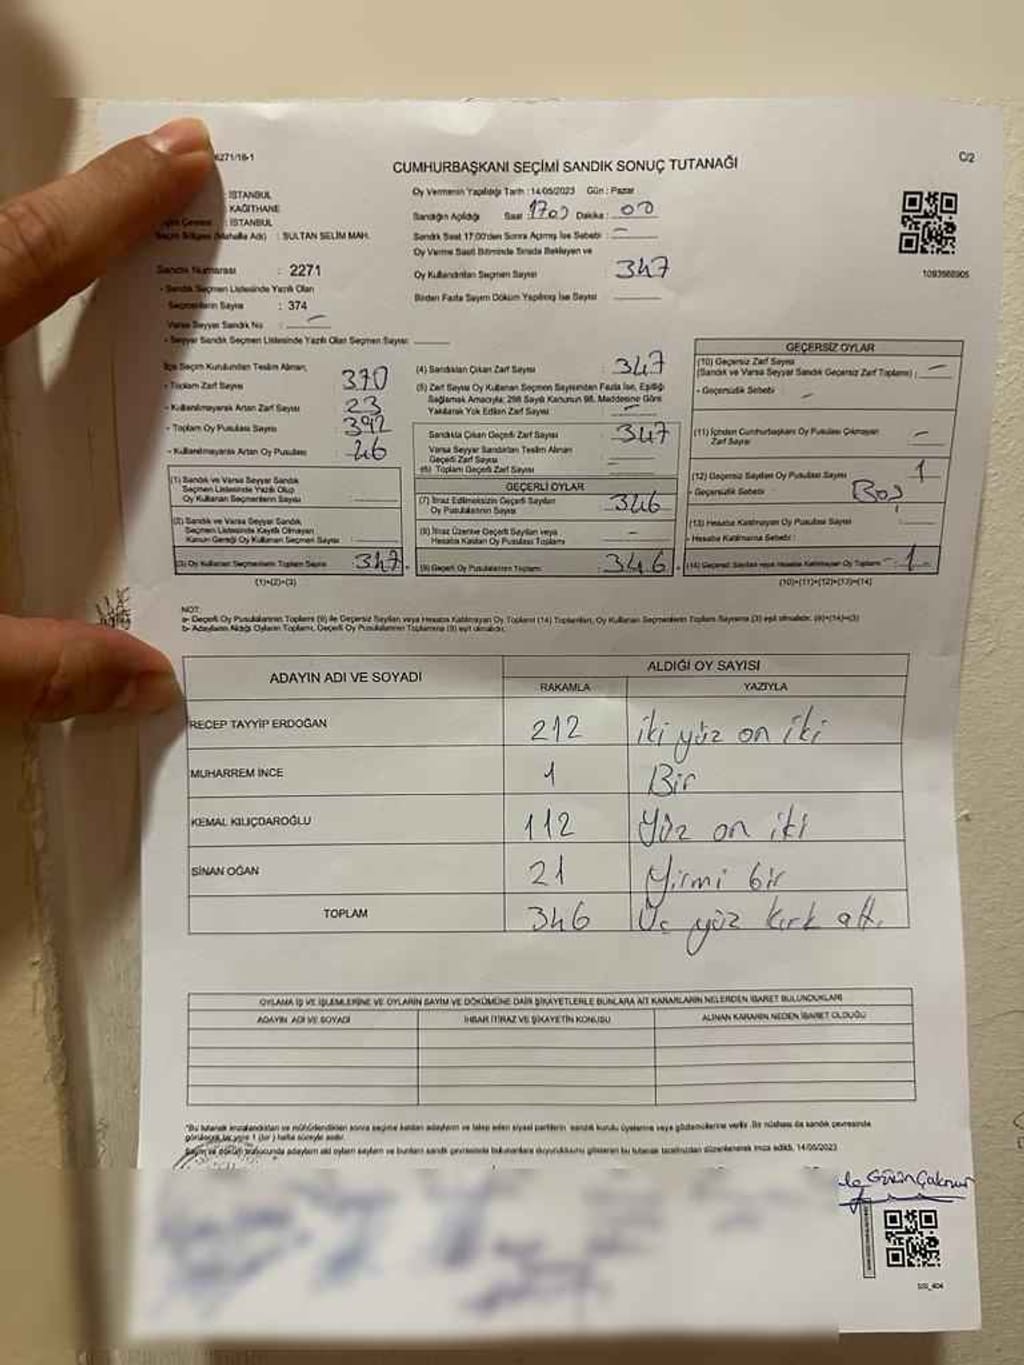 6271/16-1
C/2
CUMHURBAŞKANI SEÇİMİ SANDIK SONUÇ TUTANAĞI
: İSTANBUL
: KAĞITHANE
: İSTANBUL
(Mahalle Adı) : SULTAN SELİM MAH.
Sandık Numarası : 2271
- Sandık Seçmen Listesinde Yazılı Olan
Seçmenlerin Sayısı : 374
Varsa Seyyar Sandık No : –
- Seyyar Sandık Seçmen Listesinde Yazılı Olan Seçmen Sayısı:
Oy Vermenin Yapıldığı Tarih : 14/05/2023 Gün : Pazar
Sandığın Açıldığı Saat : 1700 Dakika : 00
Sandık Saat 17:00'den Sonra Açılmış İse Sebebi : –
Oy Verme Saati Bitiminde Sırada Bekleyen ve
Oy Kullandırılan Seçmen Sayısı : 347
Birden Fazla Sayım Döküm Yapılmış İse Sayısı :
1093968905
İlçe Seçim Kurulundan Teslim Alınan;
- Toplam Zarf Sayısı : 370
- Kullanılmayarak Artan Zarf Sayısı : 23
- Toplam Oy Pusulası Sayısı : 392
- Kullanılmayarak Artan Oy Pusulası : 46
(1) Sandık ve Varsa Seyyar Sandık
Seçmen Listesinde Yazılı Olup
Oy Kullanan Seçmenlerin Sayısı :
(2) Sandık ve Varsa Seyyar Sandık
Seçmen Listesinde Kayıtlı Olmayan
Kanun Gereği Oy Kullanan Seçmen Sayısı :
(3) Oy Kullanan Seçmenlerin Toplam Sayısı : 347
(1)+(2)=(3)
(4) Sandıktan Çıkan Zarf Sayısı : 347
(5) Zarf Sayısı Oy Kullanan Seçmen Sayısından Fazla İse, Eşitliği
Sağlamak Amacıyla; 298 Sayılı Kanunun 98. Maddesine Göre
Yakılarak Yok Edilen Zarf Sayısı : –
Sandıkta Çıkan Geçerli Zarf Sayısı : 347
Varsa Seyyar Sandıktan Teslim Alınan
Geçerli Zarf Sayısı : –
(6) Toplam Geçerli Zarf Sayısı :
GEÇERLİ OYLAR
(7) İtiraz Edilmeksizin Geçerli Sayılan
Oy Pusulalarının Sayısı : 346
(8) İtiraz Üzerine Geçerli Sayılan veya
Hesaba Katılan Oy Pusulası Toplamı : –
(9) Geçerli Oy Pusulalarının Toplamı : 346
GEÇERSİZ OYLAR
(10) Geçersiz Zarf Sayısı
(Sandık ve Varsa Seyyar Sandık Geçersiz Zarf Toplamı) : –
- Geçersizlik Sebebi : –
(11) İçinden Cumhurbaşkanı Oy Pusulası Çıkmayan
Zarf Sayısı : –
(12) Geçersiz Sayılan Oy Pusulası Sayısı : 1
- Geçersizlik Sebebi : Boş
(13) Hesaba Katılmayan Oy Pusulası Sayısı :
- Hesaba Katılmama Sebebi :
(14) Geçersiz Sayılan veya Hesaba Katılmayan Oy Toplamı : 1
(10)+(11)+(12)+(13)=(14)
NOT:
a- Geçerli Oy Pusulalarının Toplamı (9) ile Geçersiz Sayılan veya Hesaba Katılmayan Oy Toplamı (14) Toplamları, Oy Kullanan Seçmenlerin Toplam Sayısına (3) eşit olmalıdır. (9)+(14)=(3)
b- Adayların Aldığı Oyların Toplamı, Geçerli Oy Pusulalarının Toplamına (9) eşit olmalıdır.
ADAYIN ADI VE SOYADI
ALDIĞI OY SAYISI
RAKAMLA YAZIYLA
RECEP TAYYİP ERDOĞAN 212 iki yüz on iki
MUHARREM İNCE 1 Bir
KEMAL KILIÇDAROĞLU 112 Yüz on iki
SİNAN OĞAN 21 Yirmi bir
TOPLAM 346 Üç yüz kırk altı
OYLAMA İŞ VE İŞLEMLERİNE VE OYLARIN SAYIM VE DÖKÜMÜNE DAİR ŞİKAYETLERLE BUNLARA AİT KARARLARIN NELERDEN İBARET BULUNDUKLARI
ADAYIN ADI VE SOYADI İHBAR İTİRAZ VE ŞİKAYETİN KONUSU ALINAN KARARIN NEDEN İBARET OLDUĞU
"Bu tutanak imzalandıktan ve mühürlendikten sonra seçime katılan adayların ve talep eden siyasi partilerin sandık kurulu üyelerine veya gözlemcilerine verilir. Bir nüshası da sandık çevresinde
görülecek bir yere 1 (bir) hafta süreyle asılır.
Sayım ve döküm sonucunda adayların aldı oyların sayılarını ve bunların sandık çevresinde bulunanlara duyurulduğunu gösteren bu tutanak tarafımızdan düzenlenerek imza edildi. 14/05/2023